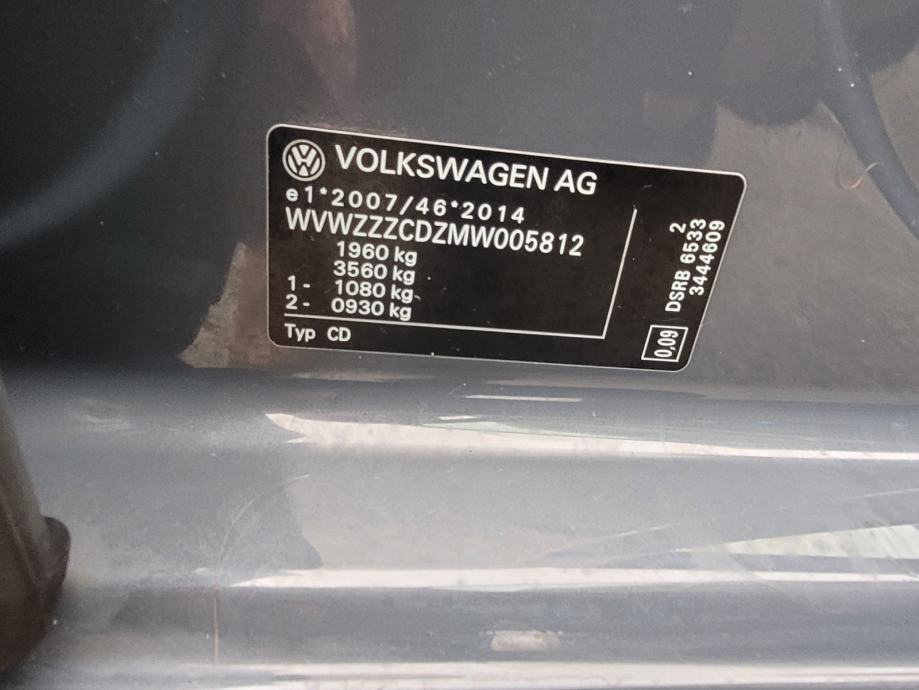 VOLKSWAGEN AG
e1*2007/46*2014
WVWZZZCDZMW005812
1960 kg
3560 kg
1- 1080 kg
2- 0930 kg
Typ CD
2
DSRB 6533
3444609
0,09